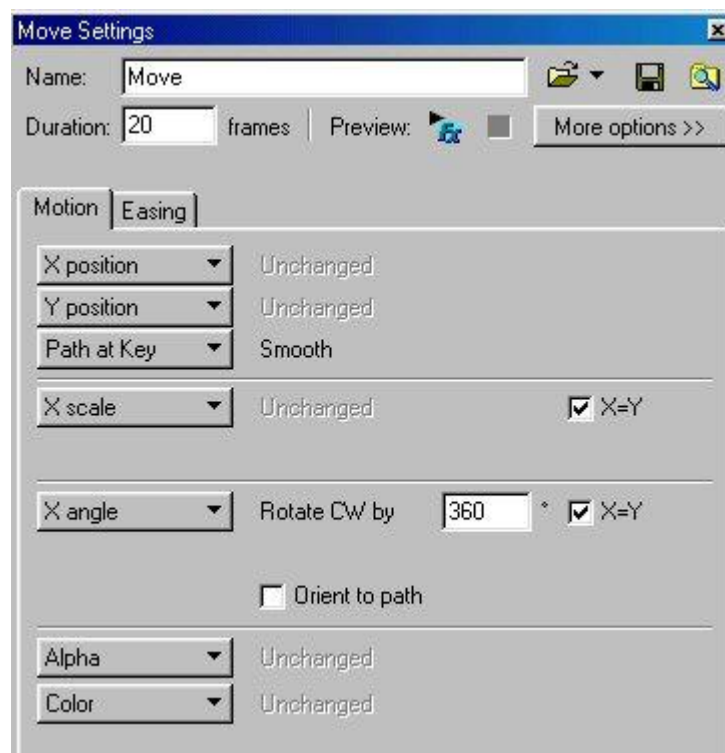 Move Settings
Name: Move
Duration: 20 frames Preview: Ex More options >>
Motion Easing
X position Unchanged
Y position Unchanged
Path at Key Smooth
X scale Unchanged X=Y
X angle Rotate CW by 360 ° X=Y
Orient to path
Alpha Unchanged
Color Unchanged